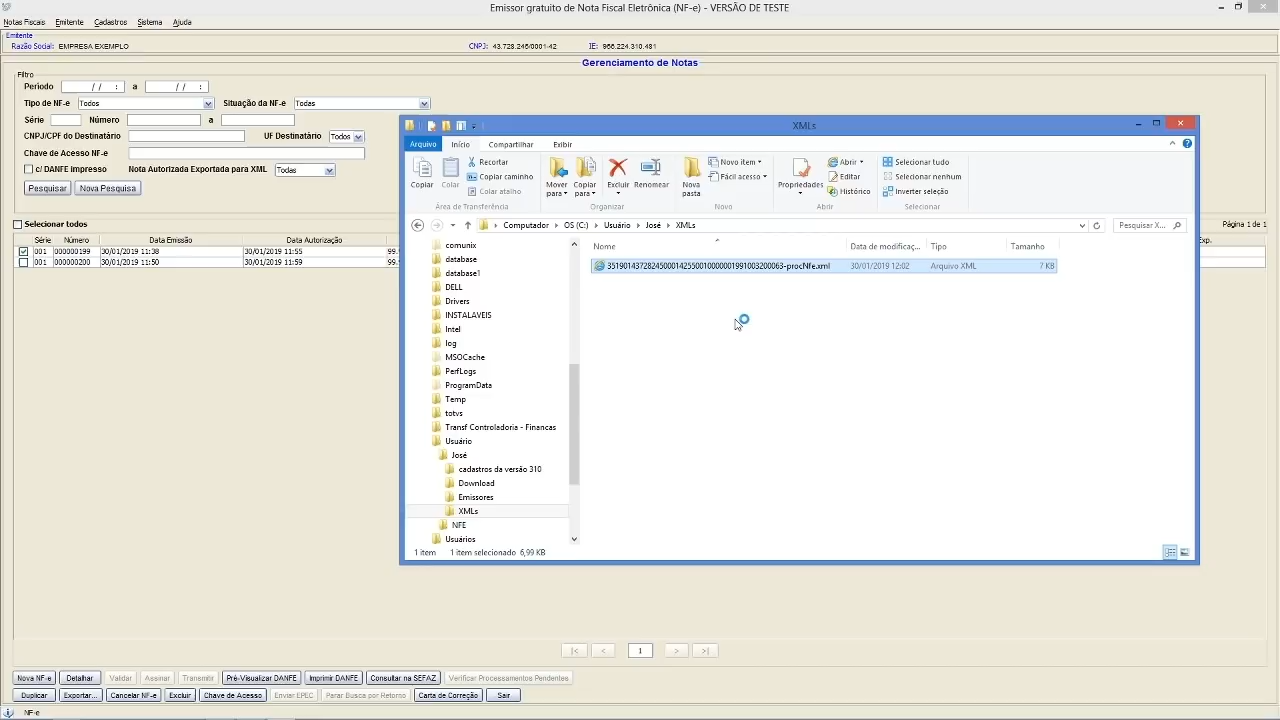 Emissor gratuito de Nota Fiscal Eletrônica (NF-e) - VERSÃO DE TESTE
Notas Fiscais Emitente Cadastros Sistema Ajuda
Emitente
Razão Social: EMPRESA EXEMPLO CNPJ: 43.728.245/0001-42 IE: 966.224.310.481
Gerenciamento de Notas
Filtro
Período / / : a / / :
Tipo de NF-e Todos Situação da NF-e Todas
Série Número a
CNPJ/CPF do Destinatário UF Destinatário Todos
Chave de Acesso NF-e
c/ DANFE impresso Nota Autorizada Exportada para XML Todas
Pesquisar Nova Pesquisa
Selecionar todos Página 1 de 1
Série Número Data Emissão Data Autorização Exp.
001 000000199 30/01/2019 11:38 30/01/2019 11:55 99.
001 000000200 30/01/2019 11:50 30/01/2019 11:59 99.
XMLs
Arquivo Início Compartilhar Exibir
Copiar Colar Recortar Copiar caminho Colar atalho
Área de Transferência
Mover para Copiar para Excluir Renomear
Organizar
Nova pasta Novo item Fácil acesso
Novo
Propriedades Abrir Editar Histórico
Abrir
Selecionar tudo Selecionar nenhum Inverter seleção
Selecionar
Computador OS (C:) Usuário José XMLs Pesquisar X...
Nome Data de modificaç... Tipo Tamanho
35190143728245000142550010000001991003200063-procNfe.xml 30/01/2019 12:02 Arquivo XML 7 KB
comunix
database
database1
DELL
Drivers
INSTALAVEIS
Intel
log
MSOCache
PerfLogs
ProgramData
Temp
totvs
Transf Controladoria - Financas
Usuário
José
cadastros da versão 310
Download
Emissores
XMLs
NFE
Usuários
1 item 1 item selecionado 6,99 KB
|< < 1 > >|
Nova NF-e Detalhar Validar Assinar Transmitir Pré-Visualizar DANFE Imprimir DANFE Consultar na SEFAZ Verificar Processamentos Pendentes
Duplicar Exportar... Cancelar NF-e Excluir Chave de Acesso Enviar EPEC Parar Busca por Retorno Carta de Correção Sair
NF-e